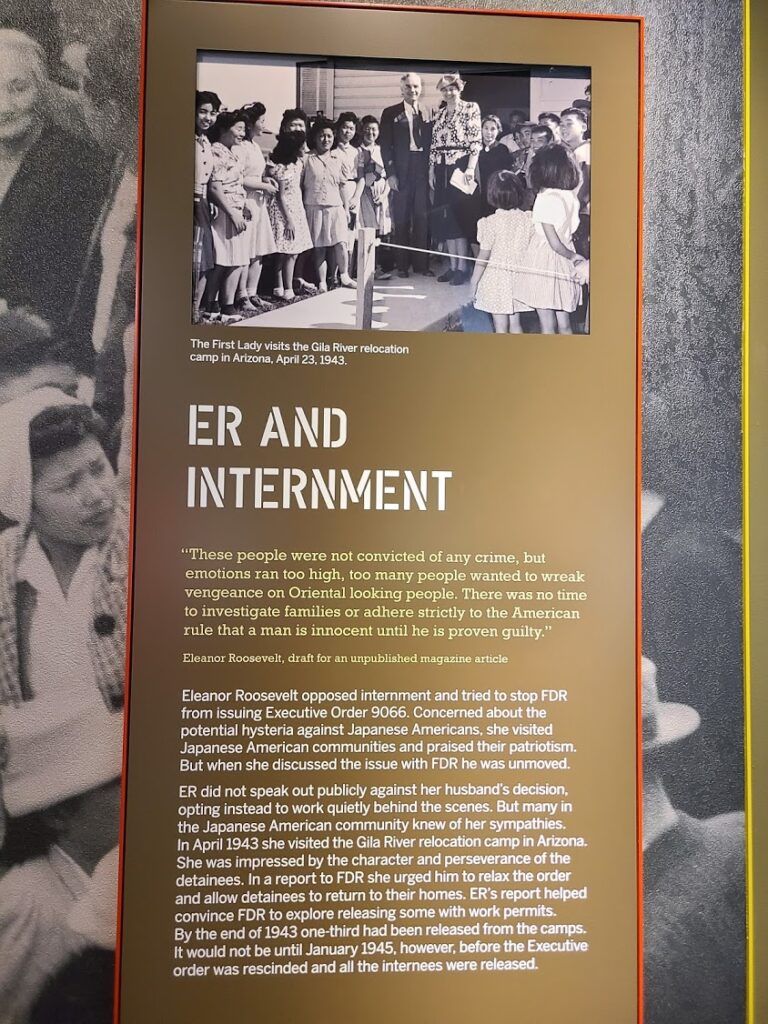 The First Lady visits the Gila River relocation
camp in Arizona, April 23, 1943.
ER AND
INTERNMENT
“These people were not convicted of any crime, but
emotions ran too high, too many people wanted to wreak
vengeance on Oriental looking people. There was no time
to investigate families or adhere strictly to the American
rule that a man is innocent until he is proven guilty.”
Eleanor Roosevelt, draft for an unpublished magazine article
Eleanor Roosevelt opposed internment and tried to stop FDR
from issuing Executive Order 9066. Concerned about the
potential hysteria against Japanese Americans, she visited
Japanese American communities and praised their patriotism.
But when she discussed the issue with FDR he was unmoved.
ER did not speak out publicly against her husband’s decision,
opting instead to work quietly behind the scenes. But many in
the Japanese American community knew of her sympathies.
In April 1943 she visited the Gila River relocation camp in Arizona.
She was impressed by the character and perseverance of the
detainees. In a report to FDR she urged him to relax the order
and allow detainees to return to their homes. ER’s report helped
convince FDR to explore releasing some with work permits.
By the end of 1943 one-third had been released from the camps.
It would not be until January 1945, however, before the Executive
order was rescinded and all the internees were released.